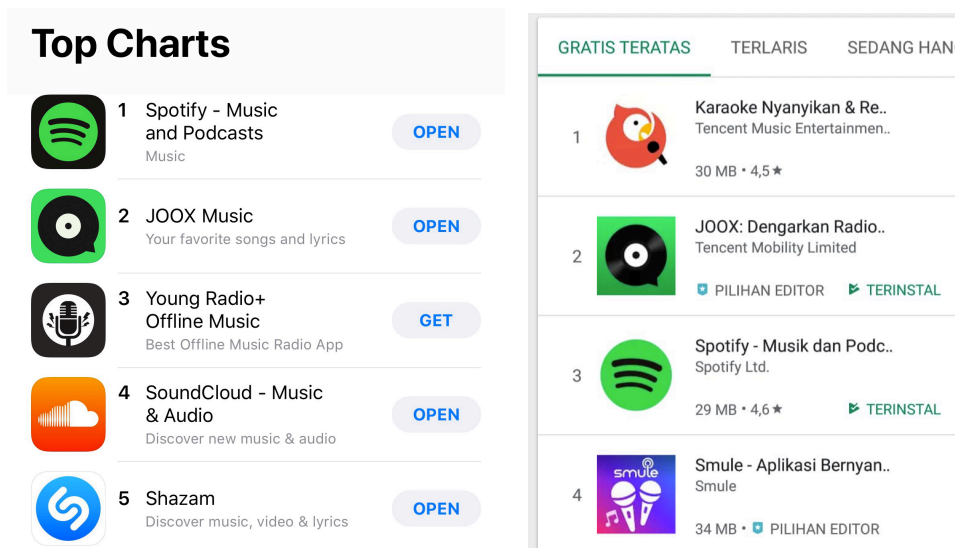 Top Charts
1 Spotify - Music
and Podcasts
Music
OPEN
2 JOOX Music
Your favorite songs and lyrics
OPEN
3 Young Radio+
Offline Music
Best Offline Music Radio App
GET
4 SoundCloud - Music
& Audio
Discover new music & audio
OPEN
5 Shazam
Discover music, video & lyrics
OPEN
GRATIS TERATAS TERLARIS SEDANG HAN
1 Karaoke Nyanyikan & Re..
Tencent Music Entertainmen..
30 MB • 4,5★
2 JOOX: Dengarkan Radio..
Tencent Mobility Limited
PILIHAN EDITOR TERINSTAL
3 Spotify - Musik dan Podc..
Spotify Ltd.
29 MB • 4,6★ TERINSTAL
smule
4 Smule - Aplikasi Bernyan..
Smule
34 MB • PILIHAN EDITOR